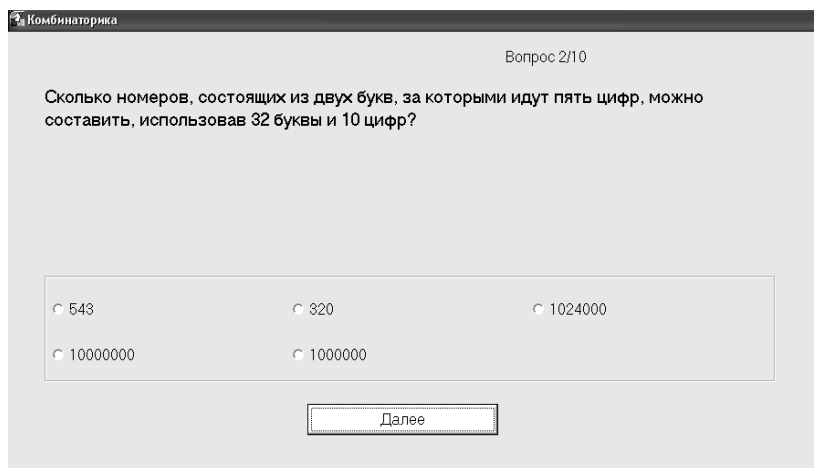 Комбинаторика
Вопрос 2/10
Сколько номеров, состоящих из двух букв, за которыми идут пять цифр, можно
составить, использовав 32 буквы и 10 цифр?
543
320
1024000
10000000
1000000
Далее